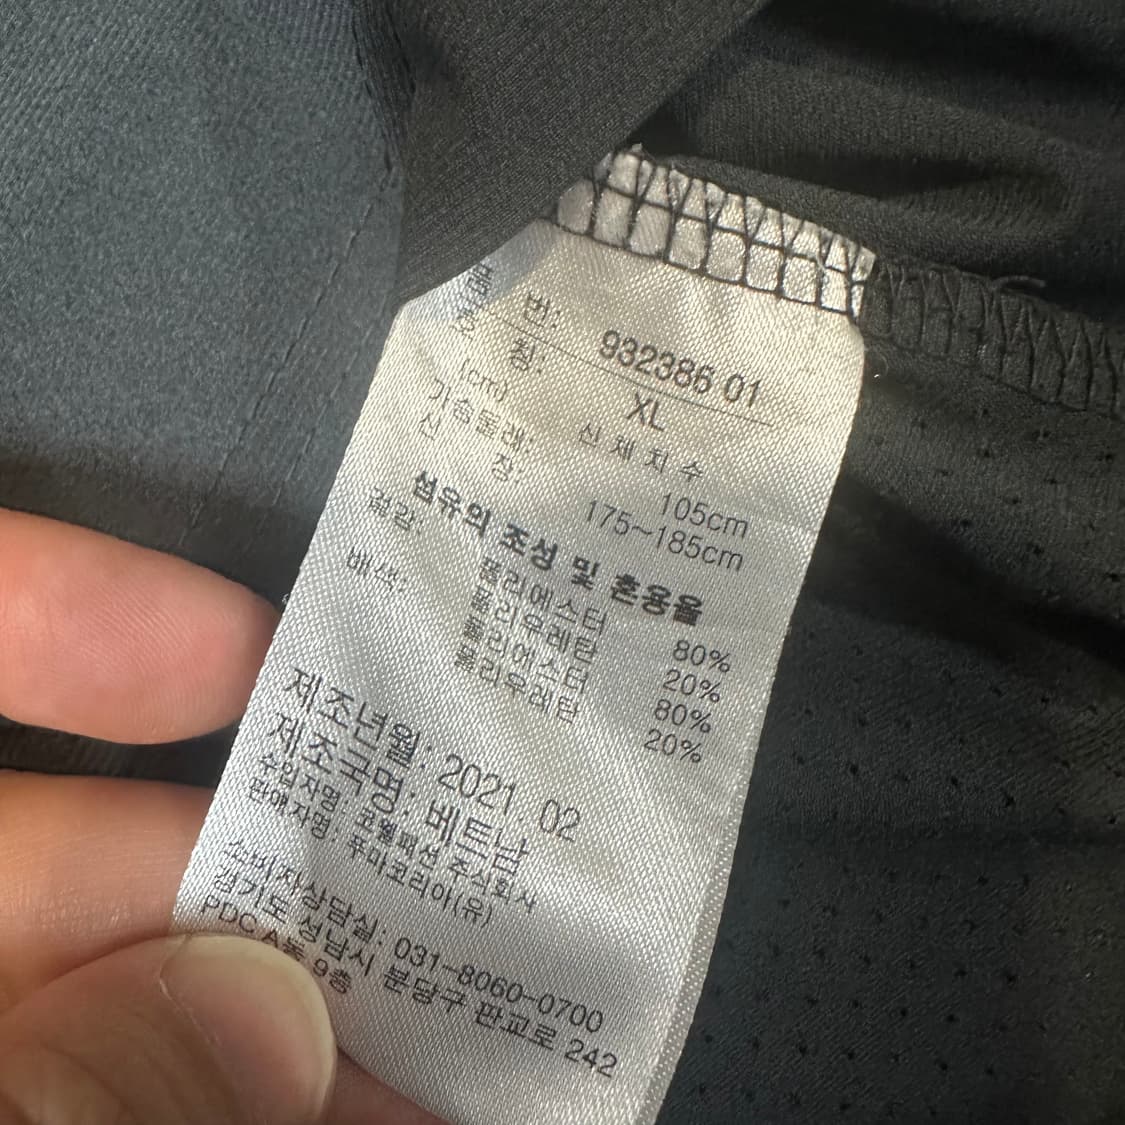 품 번: 932386 01
호 칭: XL
(cm) 신 체 치 수
가슴둘레: 105cm
신 장: 175~185cm
섬유의 조성 및 혼용율
겉감: 폴리에스터 80%
폴리우레탄 20%
배색: 폴리에스터 80%
폴리우레탄 20%
제조년월: 2021. 02
제조국명: 베트남
수입자명: 코웰패션 주식회사
판매자명: 푸마코리아(유)
소비자상담실: 031-8060-0700
경기도 성남시 분당구 판교로 242
PDC A동 9층